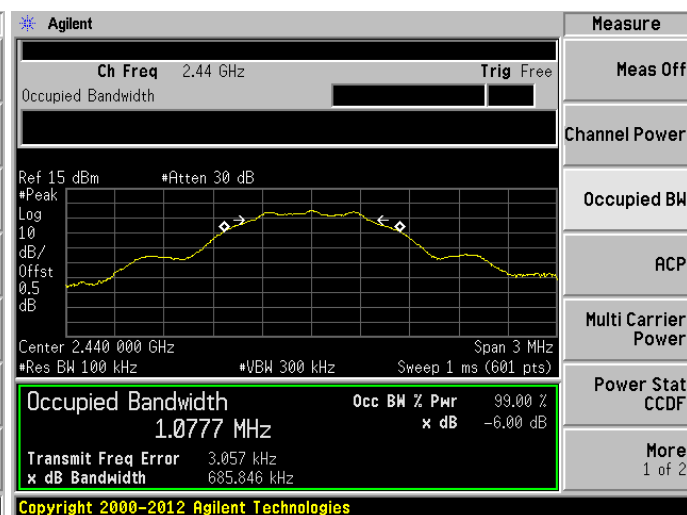 Agilent
Measure
Ch Freq 2.44 GHz Trig Free
Occupied Bandwidth
Meas Off
Channel Power
Occupied BW
ACP
Multi Carrier
Power
Power Stat
CCDF
More
1 of 2
Ref 15 dBm #Atten 30 dB
#Peak
Log
10
dB/
Offst
0.5
dB
Center 2.440 000 GHz Span 3 MHz
#Res BW 100 kHz #VBW 300 kHz Sweep 1 ms (601 pts)
Occupied Bandwidth Occ BW % Pwr 99.00 %
1.0777 MHz x dB -6.00 dB
Transmit Freq Error 3.057 kHz
x dB Bandwidth 685.846 kHz
Copyright 2000-2012 Agilent Technologies